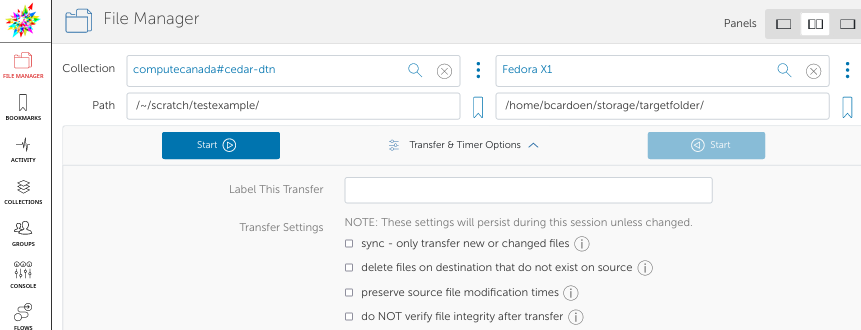 File Manager
Panels
FILE MANAGER
BOOKMARKS
ACTIVITY
COLLECTIONS
GROUPS
CONSOLE
FLOWS
Collection computecanada#cedar-dtn Fedora X1
Path /~/scratch/testexample/ /home/bcardoen/storage/targetfolder/
Start Transfer & Timer Options Start
Label This Transfer
Transfer Settings NOTE: These settings will persist during this session unless changed.
sync - only transfer new or changed files
delete files on destination that do not exist on source
preserve source file modification times
do NOT verify file integrity after transfer